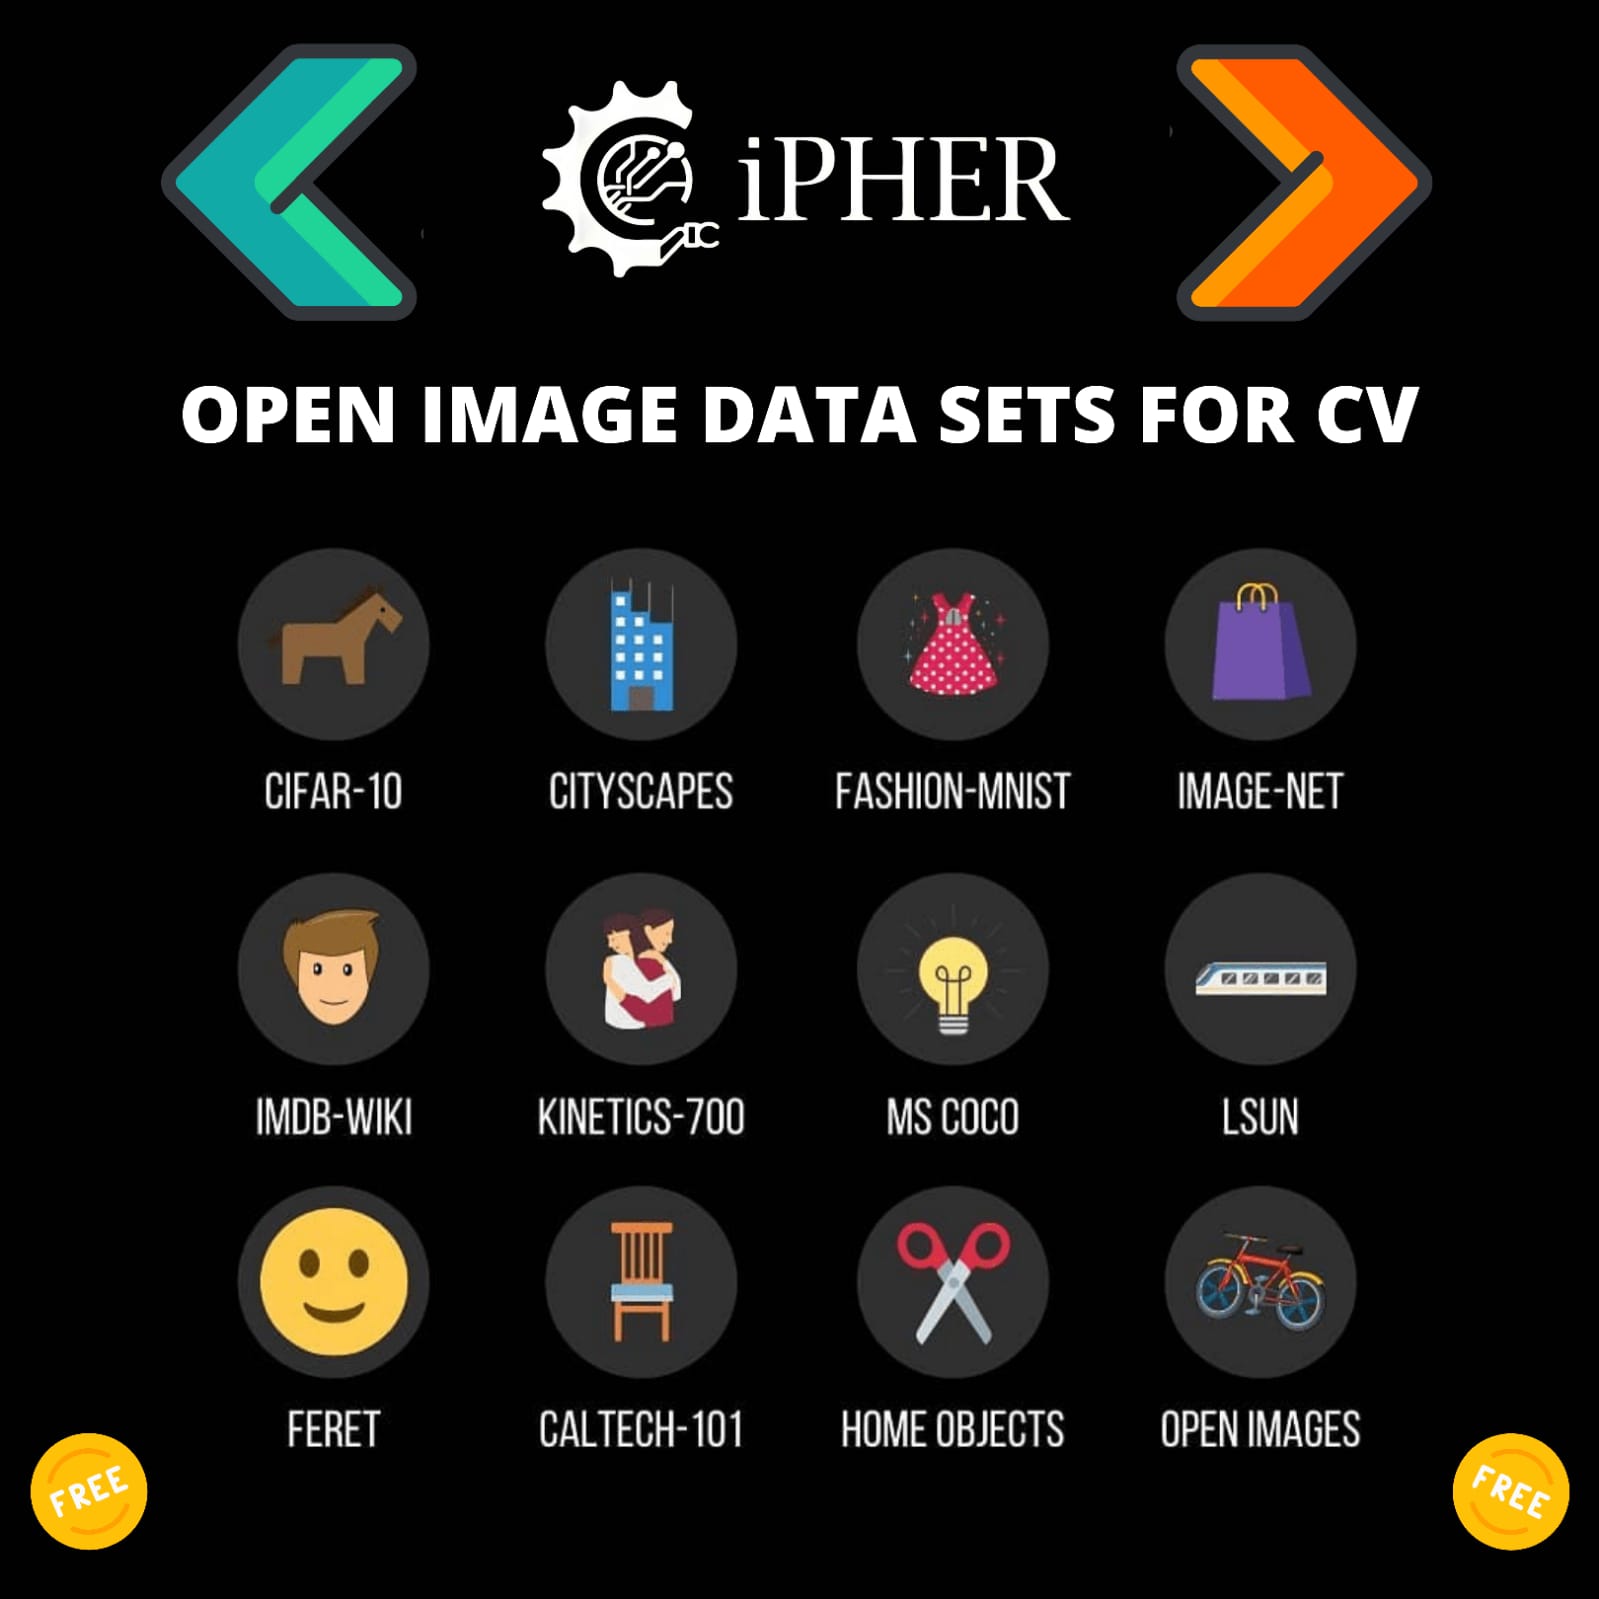 iPHER
IC
OPEN IMAGE DATA SETS FOR CV
CIFAR-10
CITYSCAPES
FASHION-MNIST
IMAGE-NET
IMDB-WIKI
KINETICS-700
MS COCO
LSUN
FERET
CALTECH-101
HOME OBJECTS
OPEN IMAGES
FREE
FREE